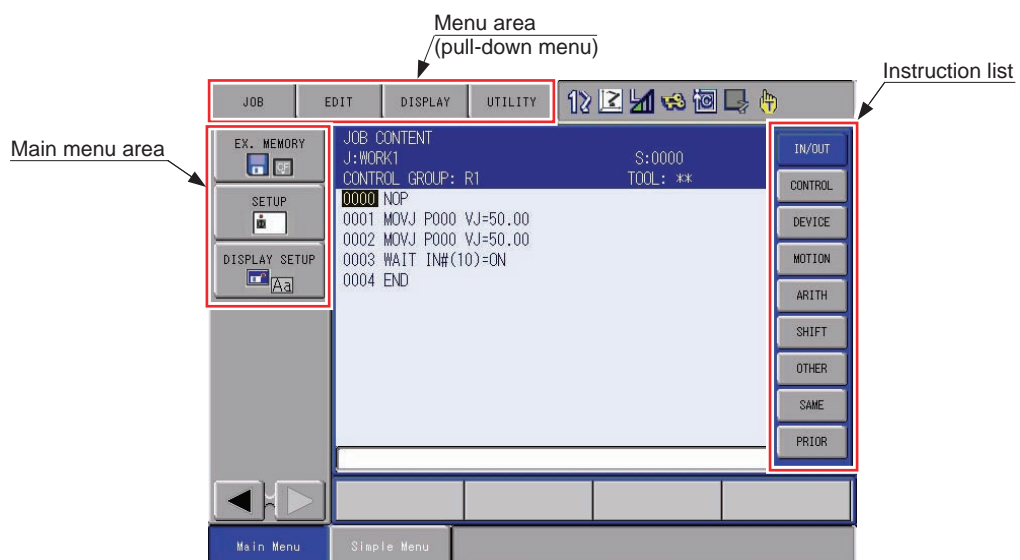 Menu area
(pull-down menu)
Instruction list
Main menu area
JOB EDIT DISPLAY UTILITY
EX. MEMORY
CF
SETUP
DISPLAY SETUP
Aa
JOB CONTENT
J:WORK1 S:0000
CONTROL GROUP: R1 TOOL: **
0000 NOP
0001 MOVJ P000 VJ=50.00
0002 MOVJ P000 VJ=50.00
0003 WAIT IN#(10)=ON
0004 END
IN/OUT
CONTROL
DEVICE
MOTION
ARITH
SHIFT
OTHER
SAME
PRIOR
Main Menu Simple Menu